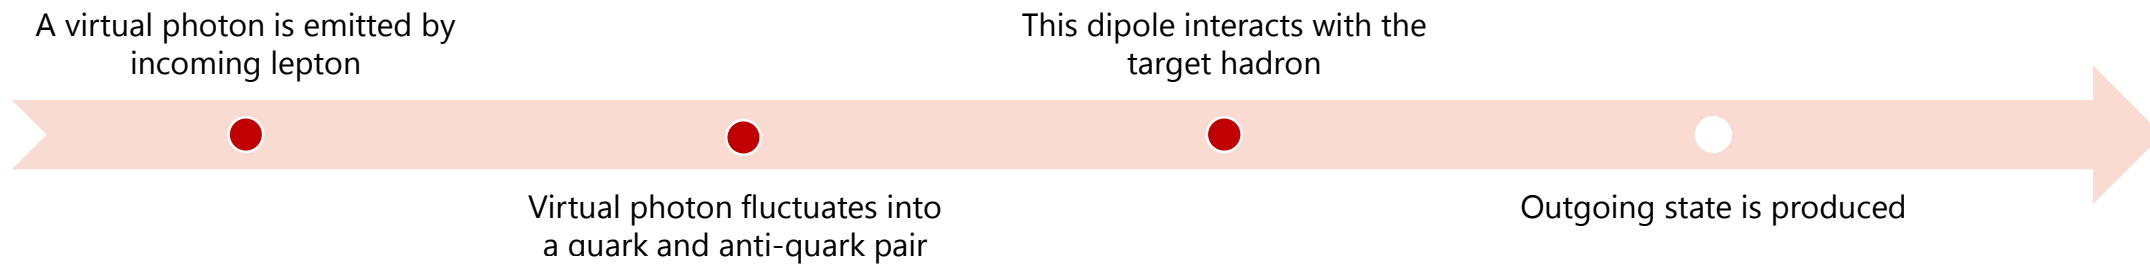 A virtual photon is emitted by
incoming lepton
Virtual photon fluctuates into
a quark and anti-quark pair
This dipole interacts with the
target hadron
Outgoing state is produced